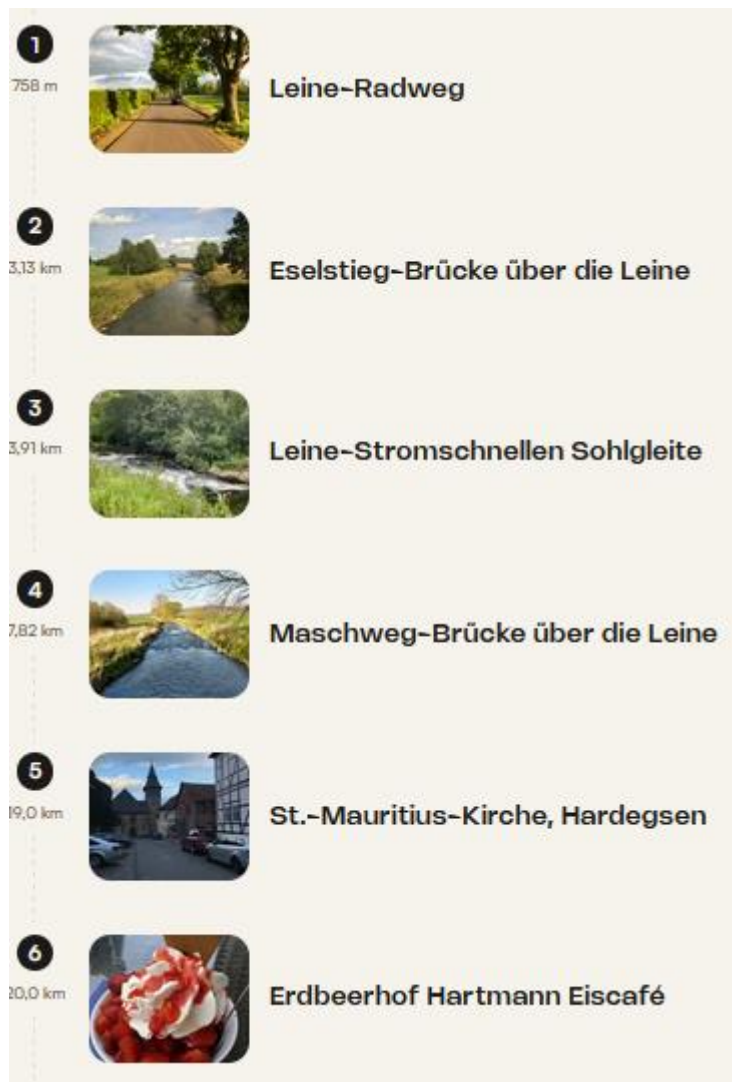 1
758 m
Leine-Radweg
2
3,13 km
Eselstieg-Brücke über die Leine
3
3,91 km
Leine-Stromschnellen Sohlgleite
4
7,82 km
Maschweg-Brücke über die Leine
5
19,0 km
St.-Mauritius-Kirche, Hardegsen
6
20,0 km
Erdbeerhof Hartmann Eiscafé